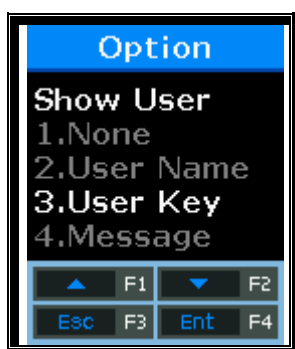 Option
Show User
1.None
2.User Name
3.User Key
4.Message
▲ F1 ▼ F2
Esc F3 Ent F4